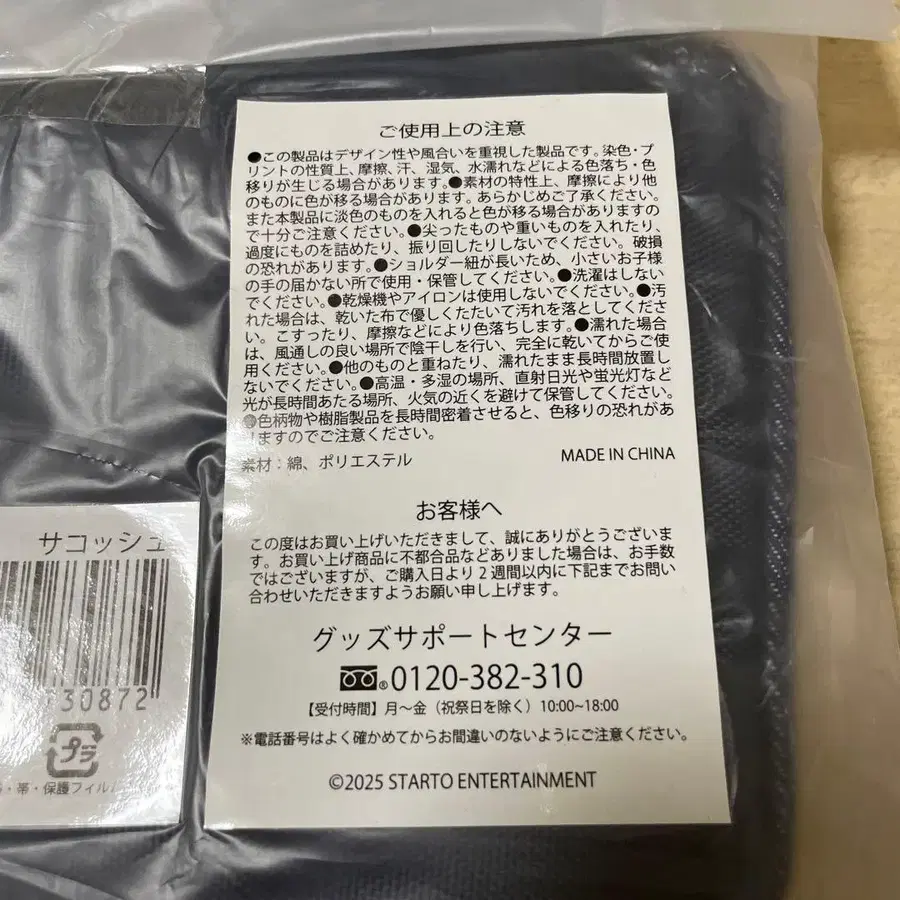 ご使用上の注意
●この製品はデザイン性や風合いを重視した製品です。染色・プ
リントの性質上、摩擦、汗、湿気、水濡れなどによる色落ち・色
移りが生じる場合があります。●素材の特性上、摩擦により他
のものに色が移る場合があります。あらかじめご了承ください。
また本製品に淡色のものを入れると色が移る場合がありますの
で十分ご注意ください。●尖ったものや重いものを入れたり、
過度にものを詰めたり、振り回したりしないでください。破損
の恐れがあります。●ショルダー紐が長いため、小さいお子様
の手の届かない所で使用・保管してください。●洗濯はしない
でください。●乾燥機やアイロンは使用しないでください。●汚
れた場合は、乾いた布で優しくたたいて汚れを落としてくださ
い。こすったり、摩擦などにより色落ちします。●濡れた場合
は、風通しの良い場所で陰干しを行い、完全に乾いてからご使
用ください。●他のものと重ねたり、濡れたまま長時間放置し
ないでください。●高温・多湿の場所、直射日光や蛍光灯など
光が長時間あたる場所、火気の近くを避けて保管してください。
●色柄物や樹脂製品を長時間密着させると、色移りの恐れがあ
りますのでご注意ください。
素材：綿、ポリエステル MADE IN CHINA
お客様へ
この度はお買い上げいただきまして、誠にありがとうございま
す。お買い上げ商品に不都合品などありました場合は、お手数
ではございますが、ご購入日より2週間以内に下記までお問い
合わせいただきますようお願い申し上げます。
グッズサポートセンター
®0120-382-310
【受付時間】月～金（祝祭日を除く）10:00~18:00
※電話番号はよく確かめてからお間違いのないようにご注意ください。
©2025 STARTO ENTERTAINMENT
サコッシュ
30872
プラ
・帯・保護フィル